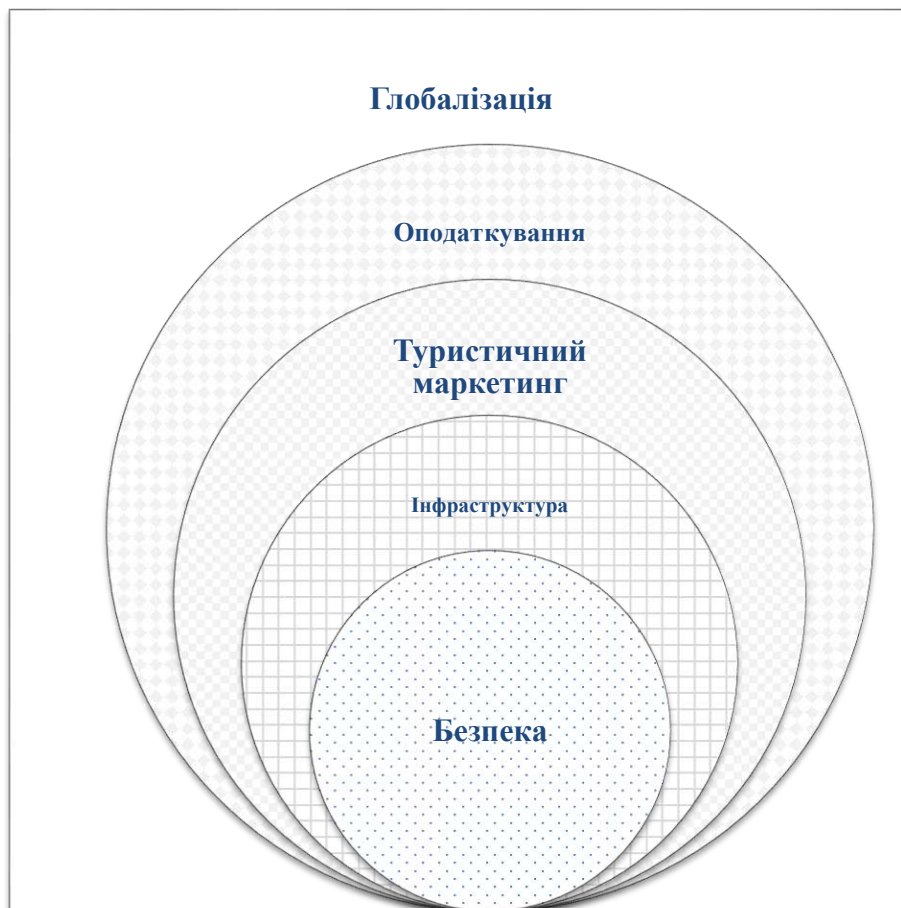 Глобалізація
Оподаткування
Туристичний
маркетинг
Інфраструктура
Безпека